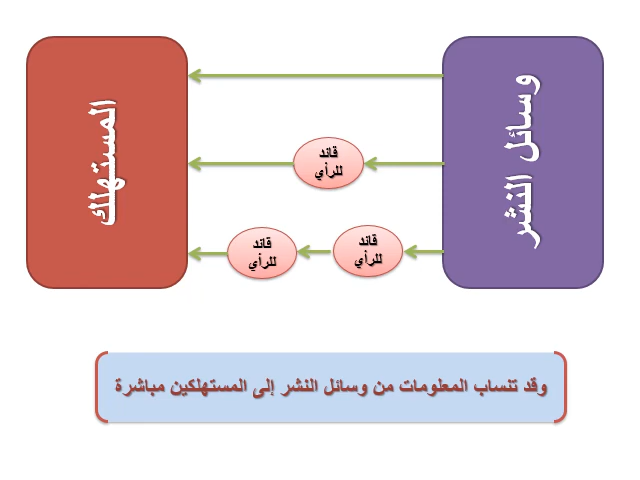 وسائل النشر
المستهلك
قائد
للرأي
قائد
للرأي
قائد
للرأي
وقد تنساب المعلومات من وسائل النشر إلى المستهلكين مباشرة